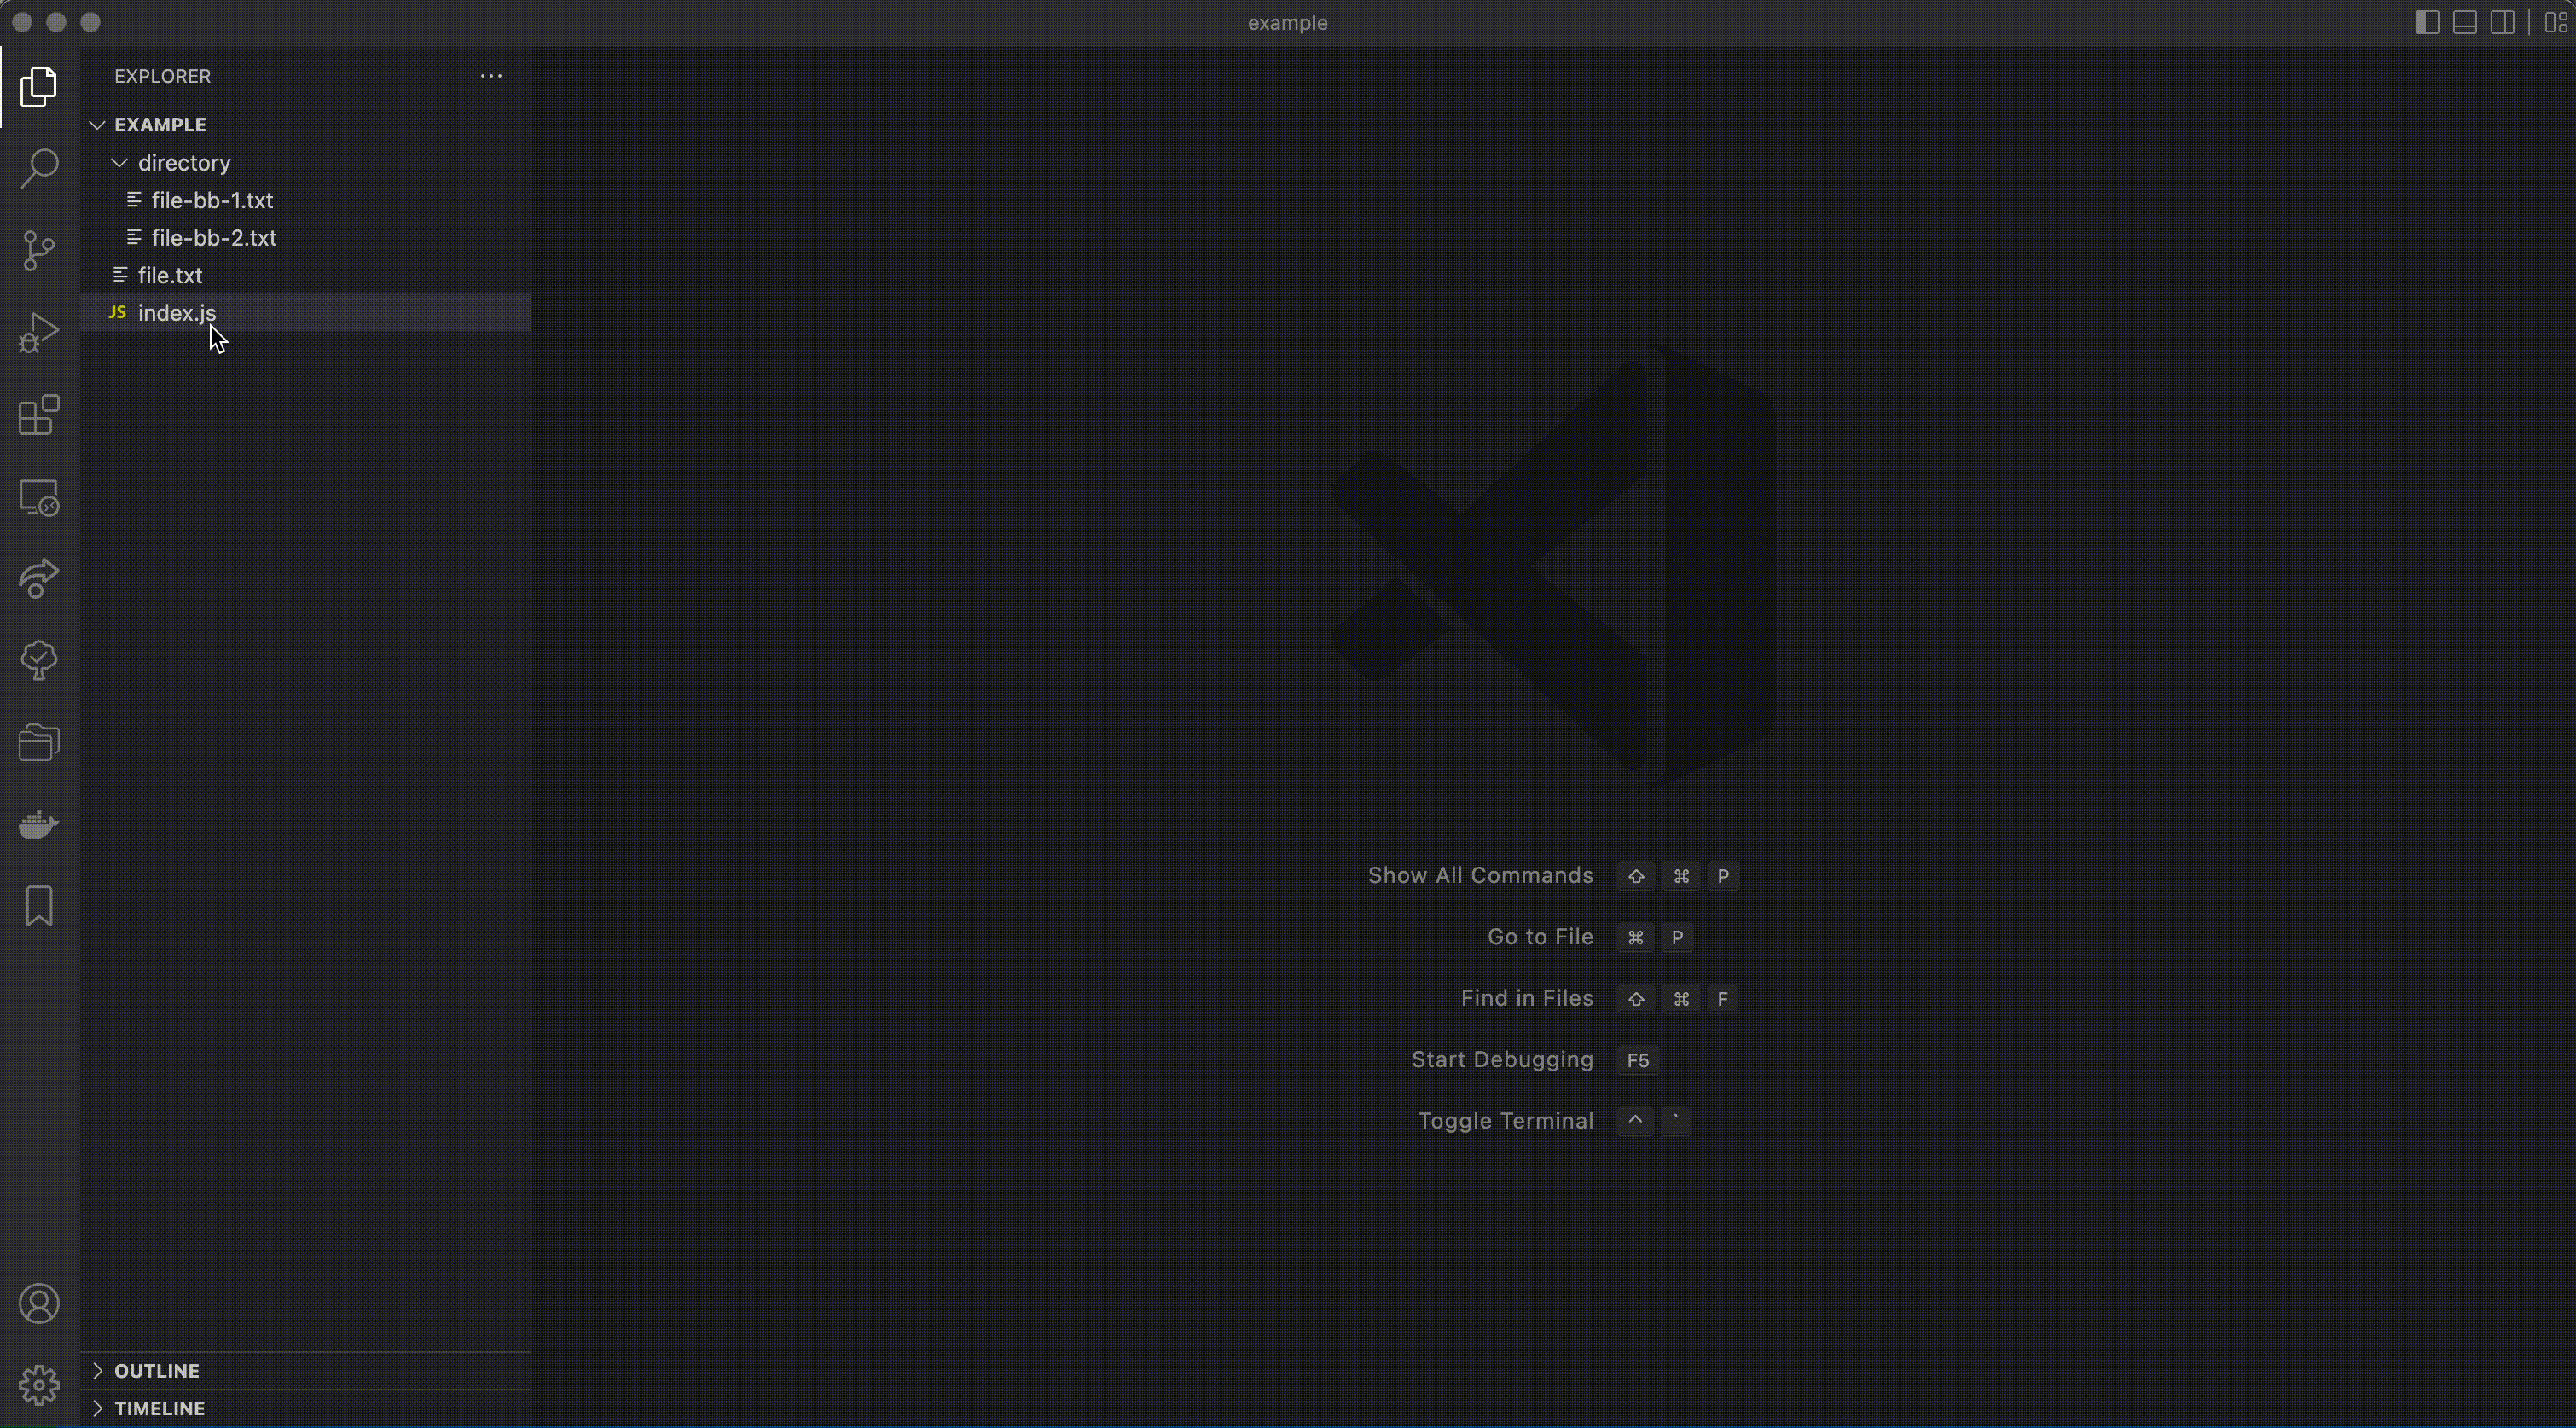 example
EXPLORER
EXAMPLE
directory
file-bb-1.txt
file-bb-2.txt
file.txt
JS index.js
Show All Commands ⇧ ⌘ P
Go to File ⌘ P
Find in Files ⇧ ⌘ F
Start Debugging F5
Toggle Terminal ^ `
OUTLINE
TIMELINE